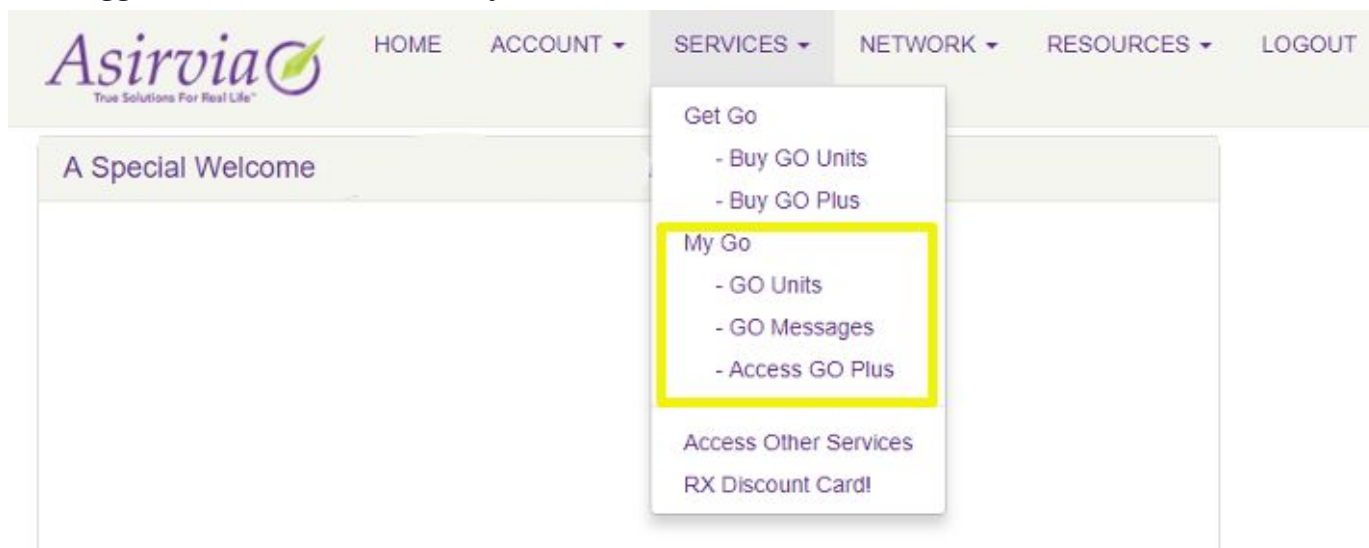 Asirvia HOME ACCOUNT SERVICES NETWORK RESOURCES LOGOUT
True Solutions For Real Life™
Get Go
A Special Welcome
- Buy GO Units
- Buy GO Plus
My Go
- GO Units
- GO Messages
- Access GO Plus
Access Other Services
RX Discount Card!